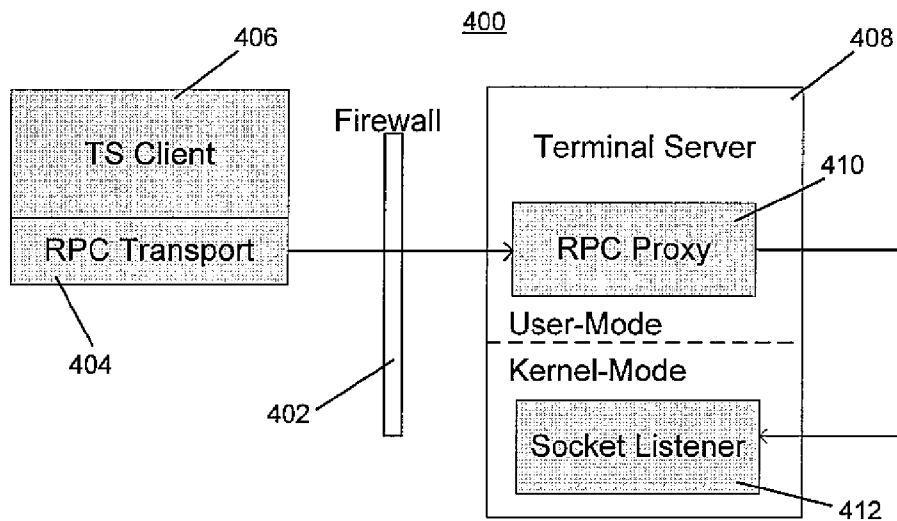 400
406
408
Firewall
TS Client
Terminal Server
410
RPC Transport
RPC Proxy
User-Mode
404
Kernel-Mode
402
Socket Listener
412